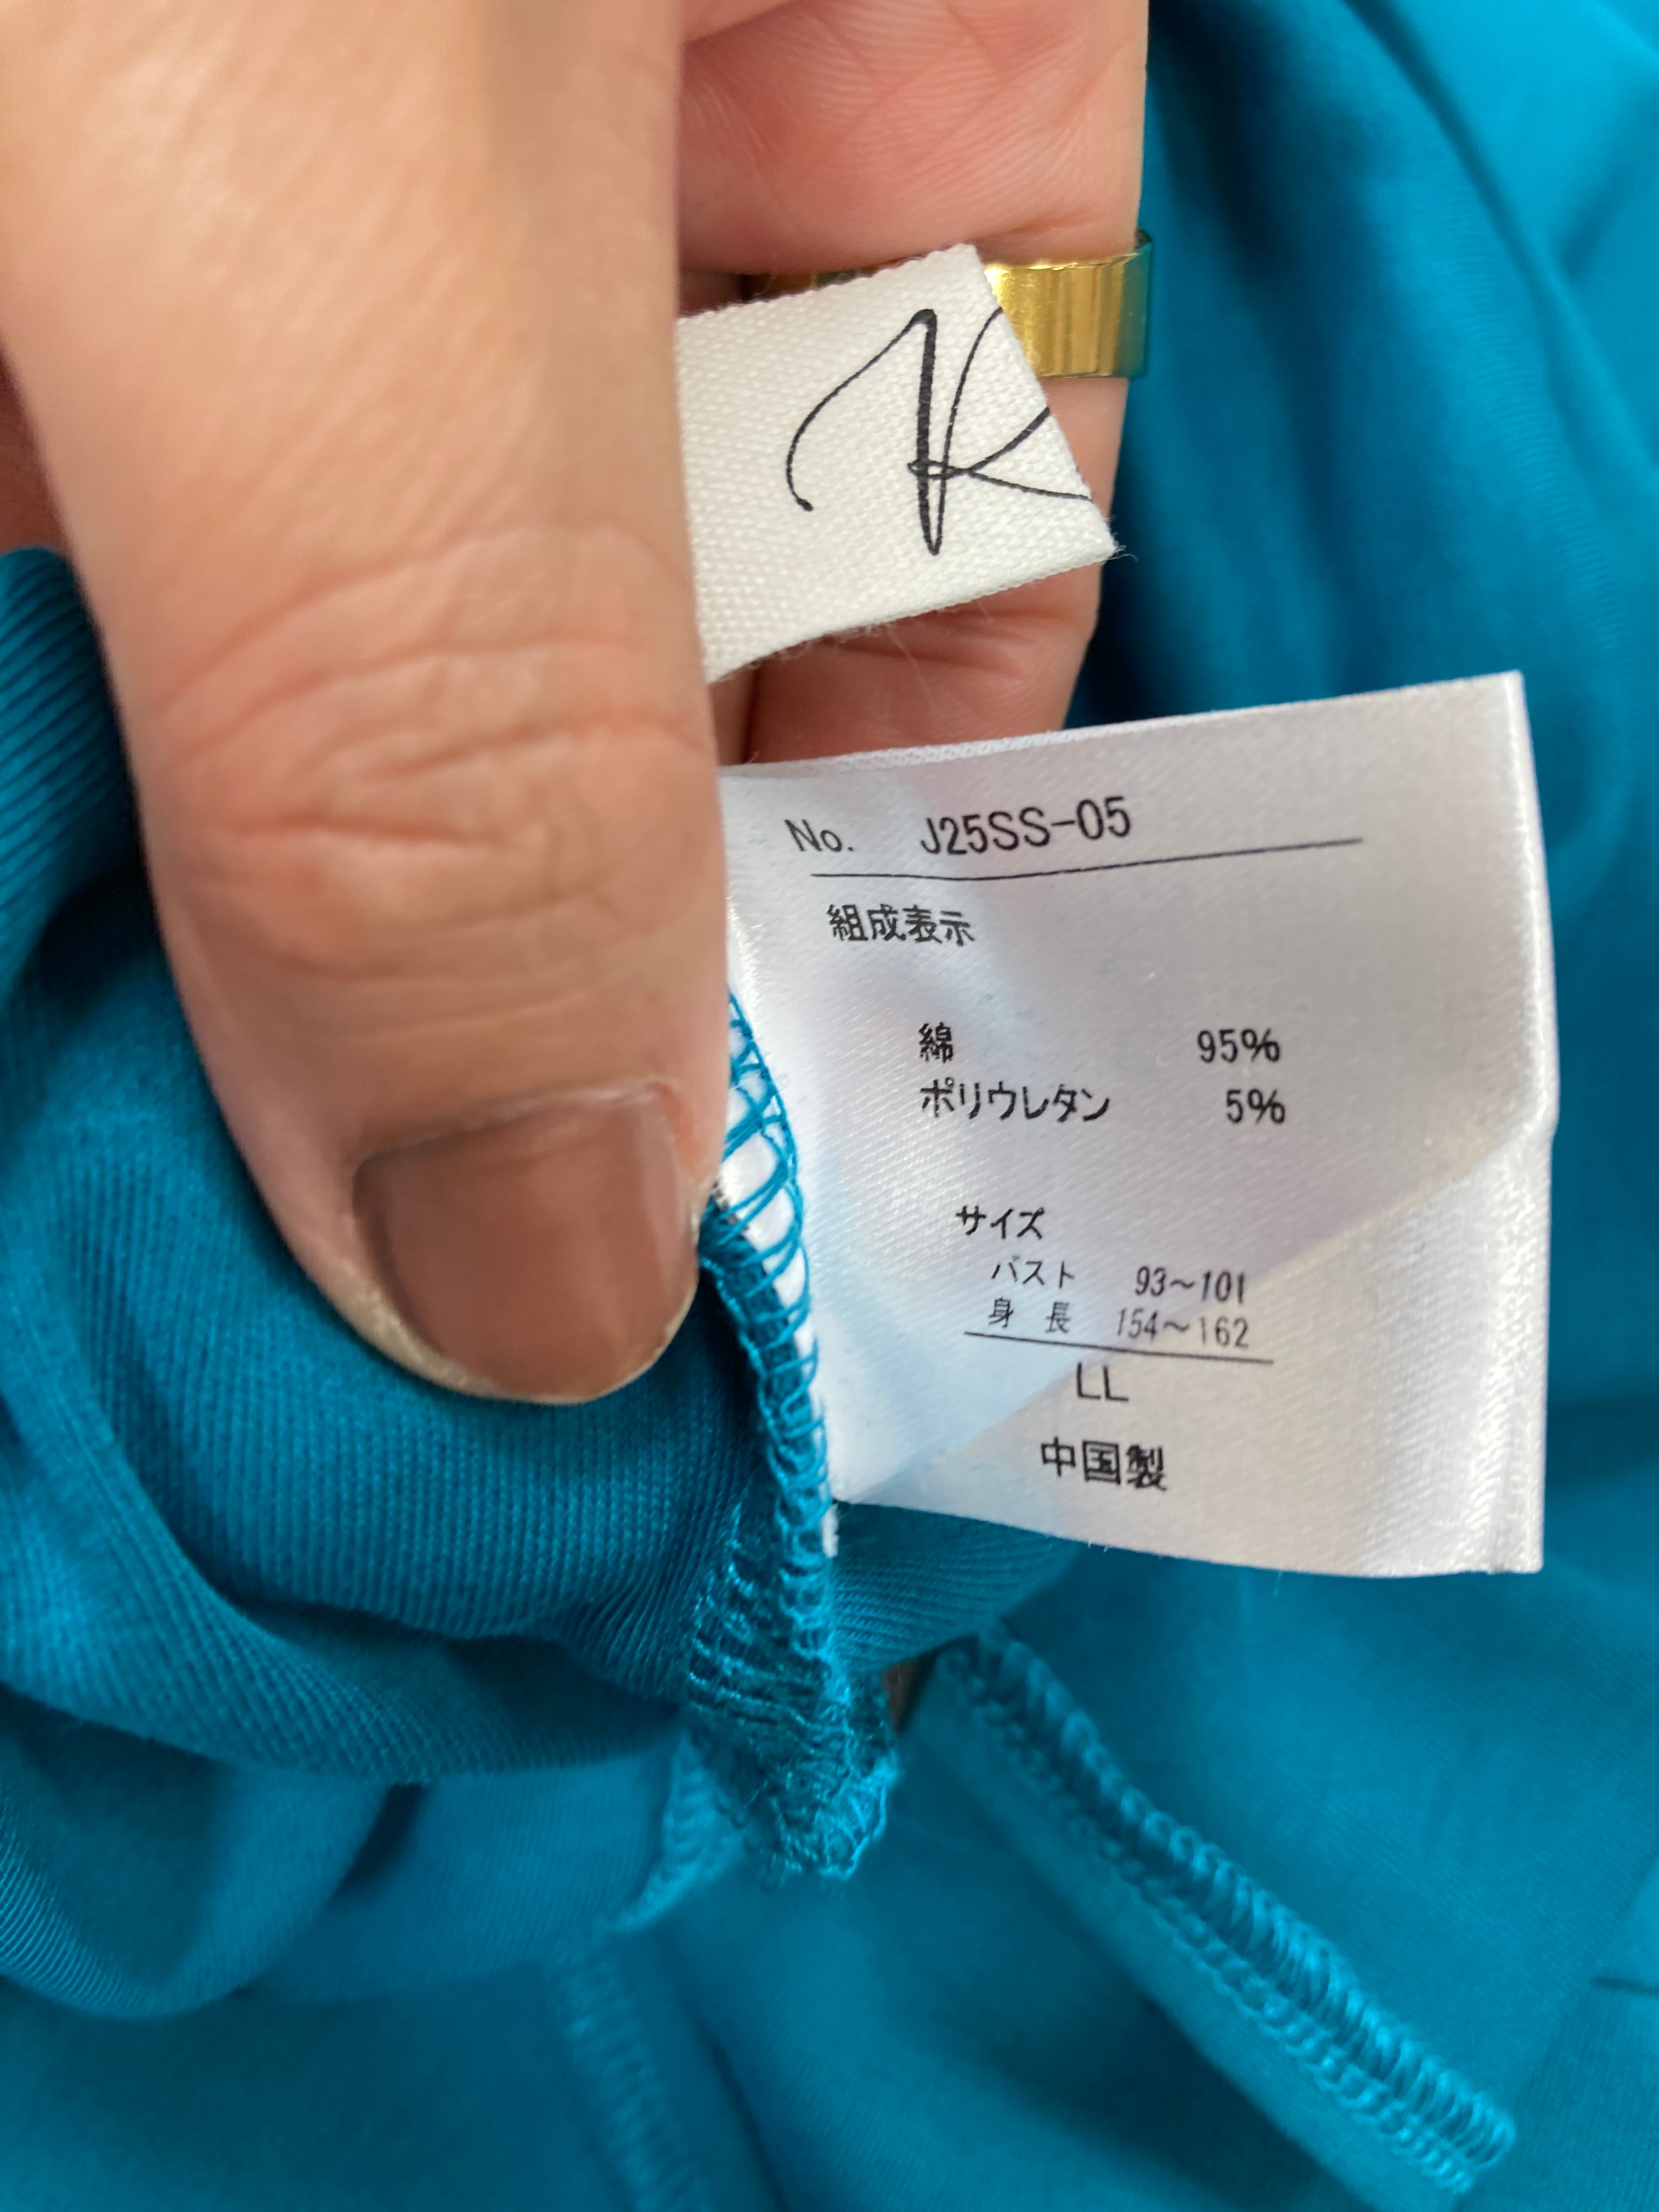 K
No. J25SS-05
組成表示
綿 95%
ポリウレタン 5%
サイズ
バスト 93~101
身長 154~162
LL
中国製